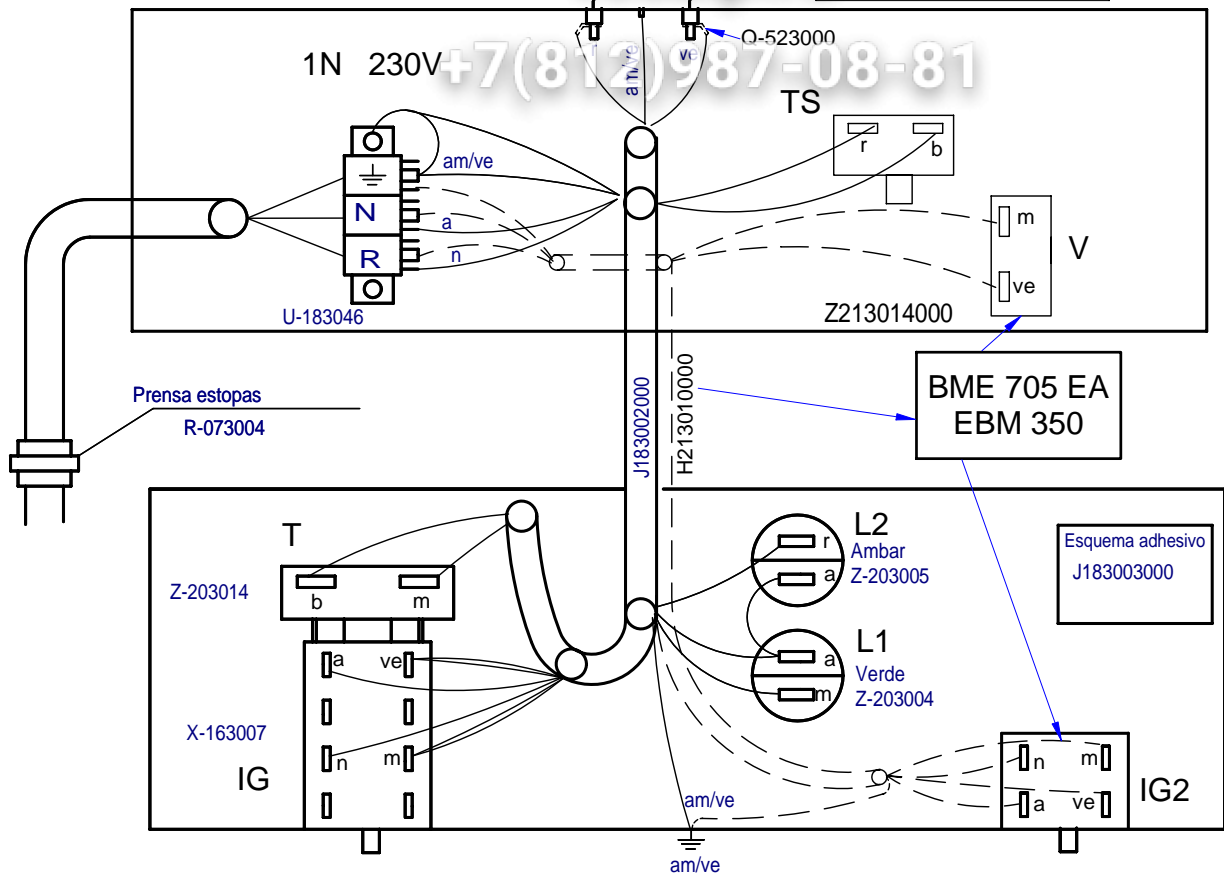 Q-523000
1N 230V
+7(812)987-08-81
r
am/ve
ve
TS
r
b
am/ve
N
a
R
n
m
V
ve
U-183046
Z213014000
Prensa estopas
R-073004
J183002000
H213010000
BME 705 EA
EBM 350
T
Z-203014
b
m
L2
r
Ambar
a
Z-203005
Esquema adhesivo
J183003000
L1
a
Verde
m
Z-203004
a
ve
X-163007
n
m
IG
n
m
a
ve
IG2
am/ve
am/ve